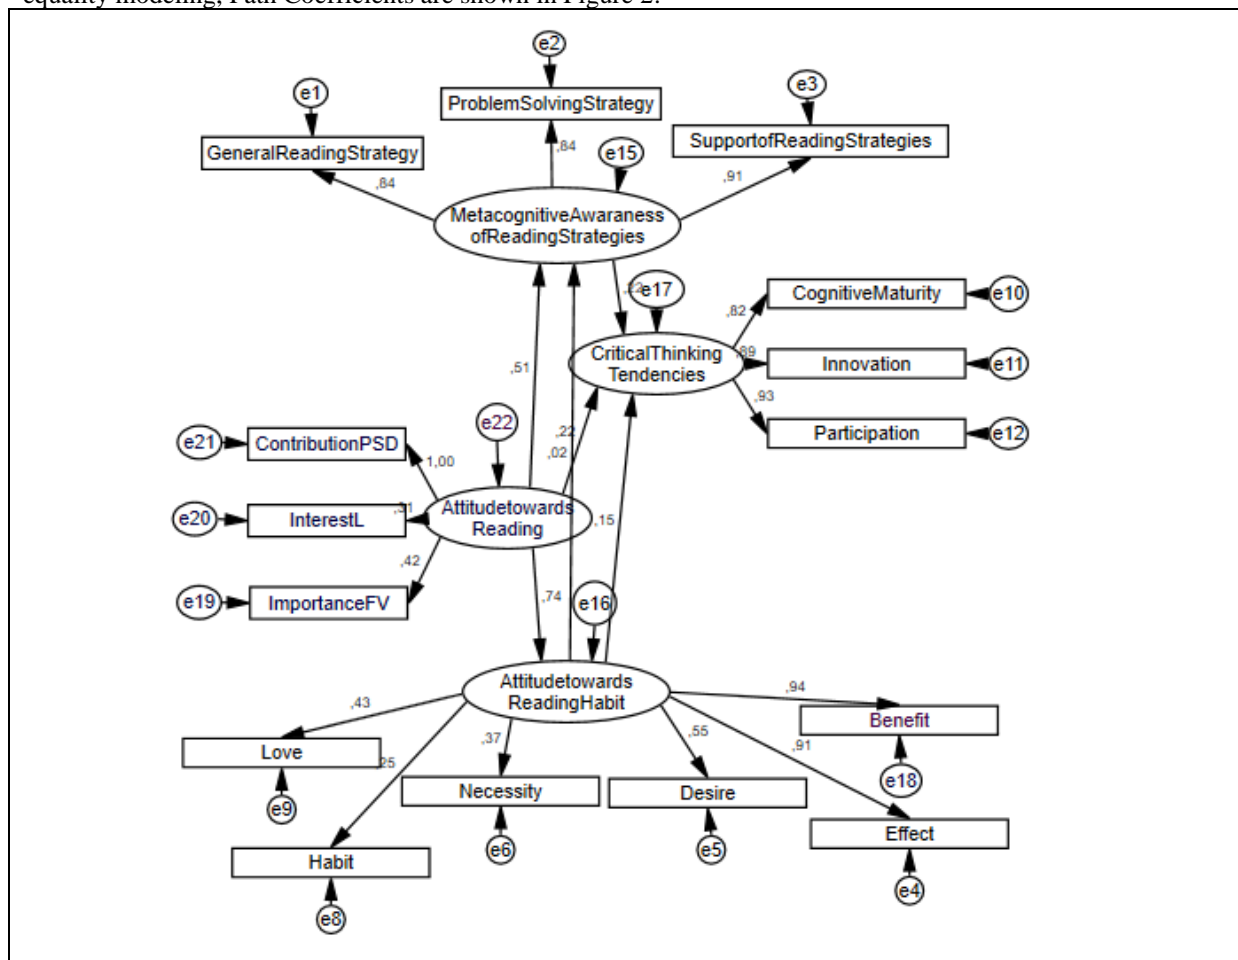 equality modeling, Path Coefficients are shown in Figure 2.
e2
e1
e3
ProblemSolvingStrategy
SupportofReadingStrategies
GeneralReadingStrategy
,84
e15
,84
,91
MetacognitiveAwaraness
ofReadingStrategies
,22
e17
CognitiveMaturity
e10
,82
CriticalThinking
Tendencies
,89
Innovation
e11
,51
,93
e22
,22
Participation
e12
e21
ContributionPSD
,02
1,00
e20
InterestL
,31
Attitudetowards
Reading
,15
,42
e19
ImportanceFV
,74
e16
Attitudetowards
ReadingHabit
,94
,43
Benefit
,37
,55
,91
Love
,25
e18
Necessity
Desire
e9
Effect
e6
e5
Habit
e4
e8